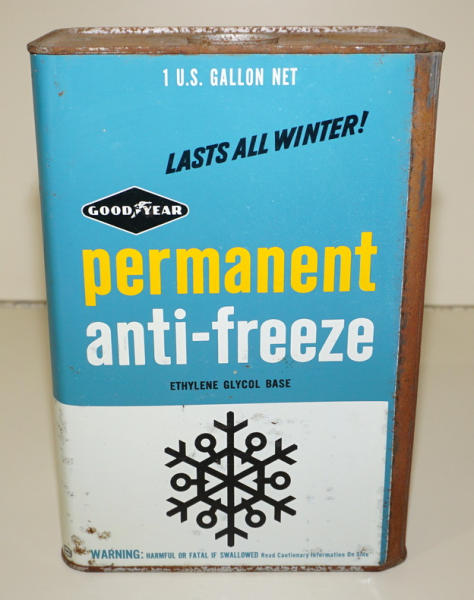 1 U.S. GALLON NET
LASTS ALL WINTER!
GOOD YEAR
permanent
anti-freeze
ETHYLENE GLYCOL BASE
WARNING: HARMFUL OR FATAL IF SWALLOWED Read Cautionary Information On Side